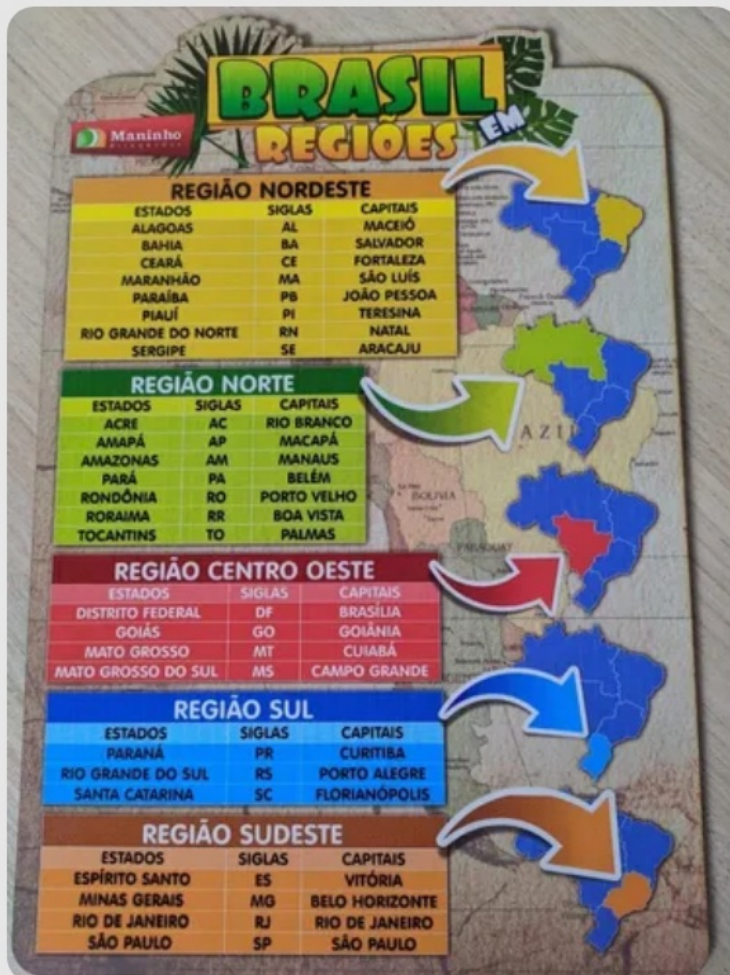 BRASIL
EM
REGIÕES
Maninho
REGIÃO NORDESTE
ESTADOS SIGLAS CAPITAIS
ALAGOAS AL MACEIÓ
BAHIA BA SALVADOR
CEARÁ CE FORTALEZA
MARANHÃO MA SÃO LUÍS
PARAÍBA PB JOÃO PESSOA
PIAUÍ PI TERESINA
RIO GRANDE DO NORTE RN NATAL
SERGIPE SE ARACAJU
REGIÃO NORTE
ESTADOS SIGLAS CAPITAIS
ACRE AC RIO BRANCO
AMAPÁ AP MACAPÁ
AMAZONAS AM MANAUS
PARÁ PA BELÉM
RONDÔNIA RO PORTO VELHO
RORAIMA RR BOA VISTA
TOCANTINS TO PALMAS
AZIL
BOLIVIA
PARAGUAY
REGIÃO CENTRO OESTE
ESTADOS SIGLAS CAPITAIS
DISTRITO FEDERAL DF BRASÍLIA
GOIÁS GO GOIÂNIA
MATO GROSSO MT CUIABÁ
MATO GROSSO DO SUL MS CAMPO GRANDE
REGIÃO SUL
ESTADOS SIGLAS CAPITAIS
PARANÁ PR CURITIBA
RIO GRANDE DO SUL RS PORTO ALEGRE
SANTA CATARINA SC FLORIANÓPOLIS
REGIÃO SUDESTE
ESTADOS SIGLAS CAPITAIS
ESPÍRITO SANTO ES VITÓRIA
MINAS GERAIS MG BELO HORIZONTE
RIO DE JANEIRO RJ RIO DE JANEIRO
SÃO PAULO SP SÃO PAULO